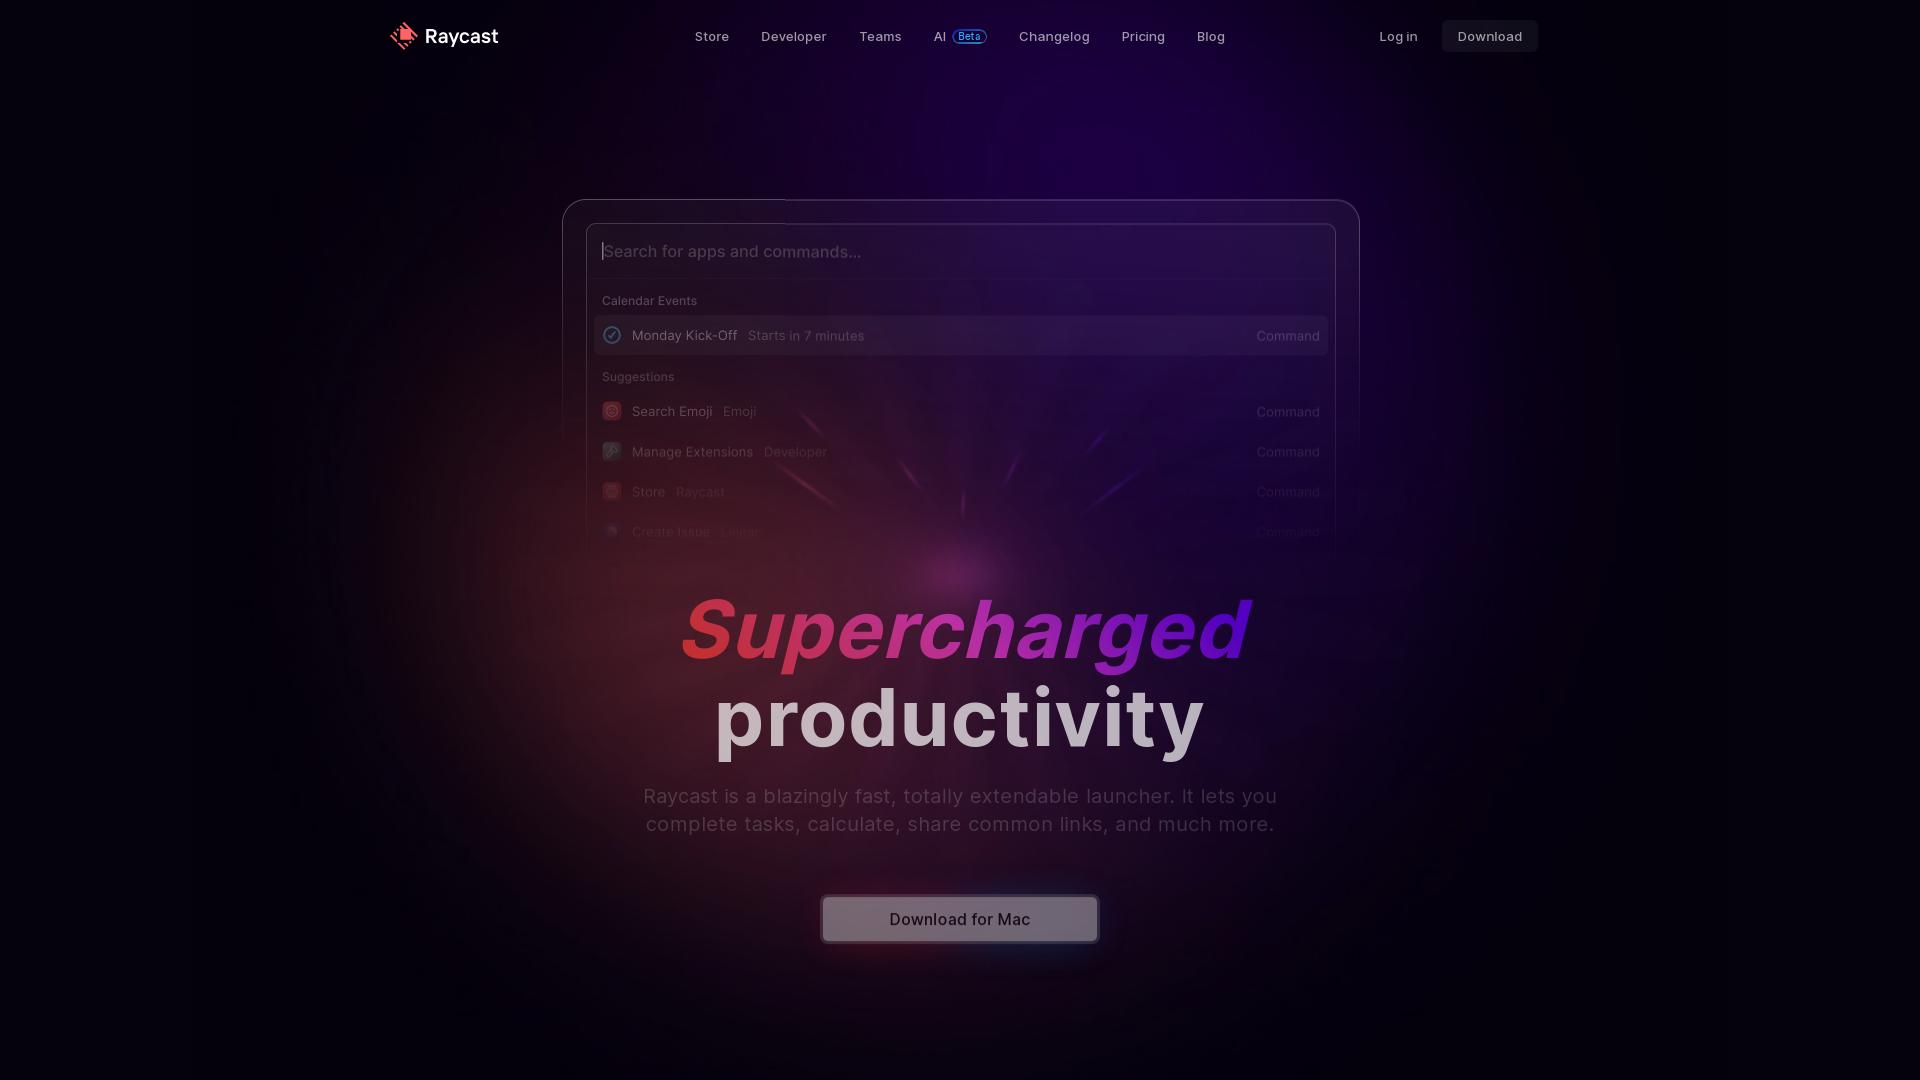 Raycast
Store
Developer
Teams
AI Beta
Changelog
Pricing
Blog
Log in
Download
Search for apps and commands...
Calendar Events
Monday Kick-Off Starts in 7 minutes Command
Suggestions
Search Emoji Emoji Command
Manage Extensions Developer Command
Store Raycast Command
Create Issue Linear Command
Supercharged
productivity
Raycast is a blazingly fast, totally extendable launcher. It lets you
complete tasks, calculate, share common links, and much more.
Download for Mac